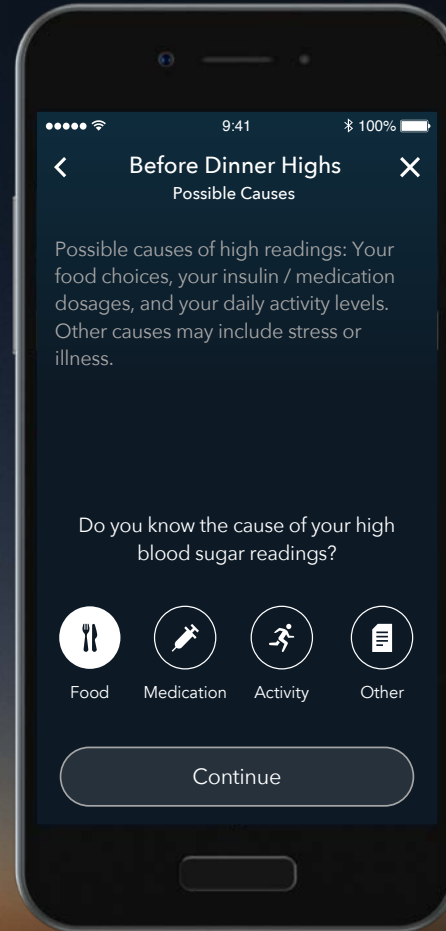 9:41
100%
Before Dinner Highs
Possible Causes
Possible causes of high readings: Your
food choices, your insulin / medication
dosages, and your daily activity levels.
Other causes may include stress or
illness.
Do you know the cause of your high
blood sugar readings?
Food
Medication
Activity
Other
Continue